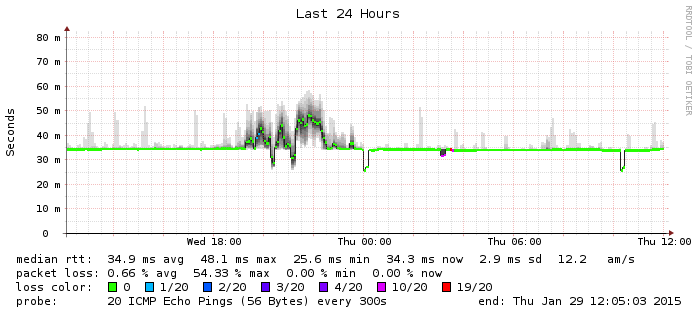 Last 24 Hours
RRDTOOL / TOBI OETIKER
Seconds
80 m
70 m
60 m
50 m
40 m
30 m
20 m
10 m
0
Wed 18:00 Thu 00:00 Thu 06:00 Thu 12:00
median rtt: 34.9 ms avg 48.1 ms max 25.6 ms min 34.3 ms now 2.9 ms sd 12.2 am/s
packet loss: 0.66 % avg 54.33 % max 0.00 % min 0.00 % now
loss color: 0 1/20 2/20 3/20 4/20 10/20 19/20
probe: 20 ICMP Echo Pings (56 Bytes) every 300s end: Thu Jan 29 12:05:03 2015